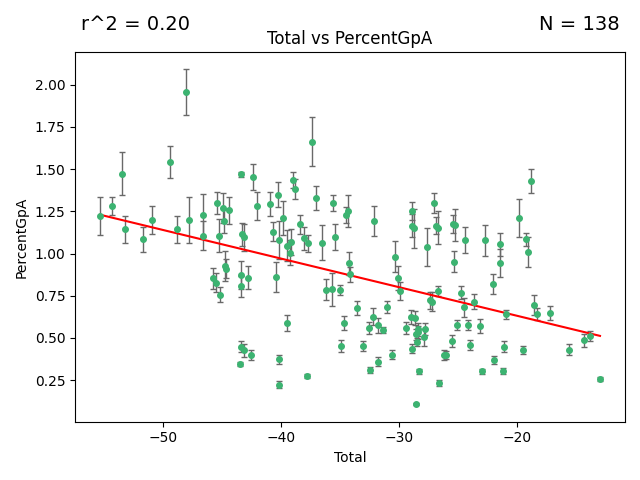 r^2 = 0.20
N = 138
Total vs PercentGpA
PercentGpA
2.00
1.75
1.50
1.25
1.00
0.75
0.50
0.25
−50
−40
−30
−20
Total